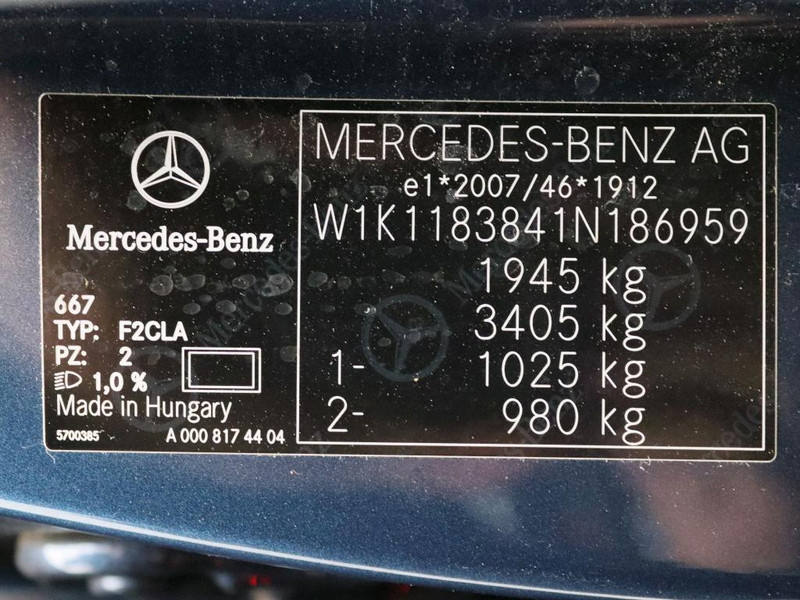 Mercedes-Benz
667
TYP: F2CLA
PZ: 2
1,0 %
Made in Hungary
5700385
A 000 817 44 04
MERCEDES-BENZ AG
e1*2007/46*1912
W1K1183841N186959
1945 kg
3405 kg
1- 1025 kg
2- 980 kg